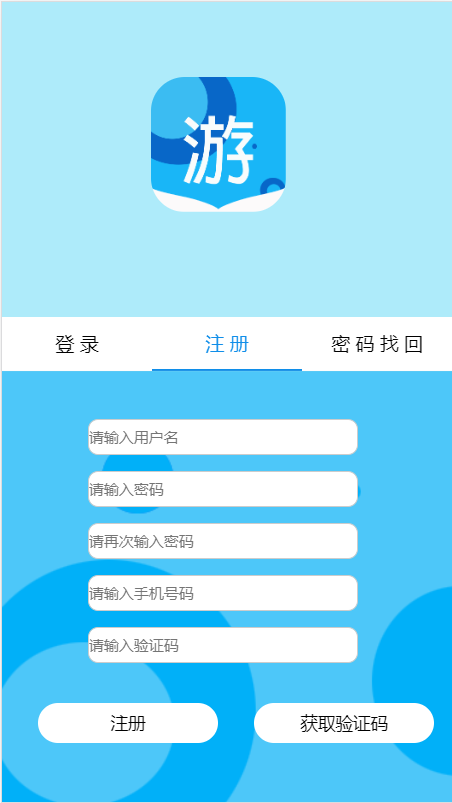 游
登录 注册 密码找回
请输入用户名
请输入密码
请再次输入密码
请输入手机号码
请输入验证码
注册 获取验证码